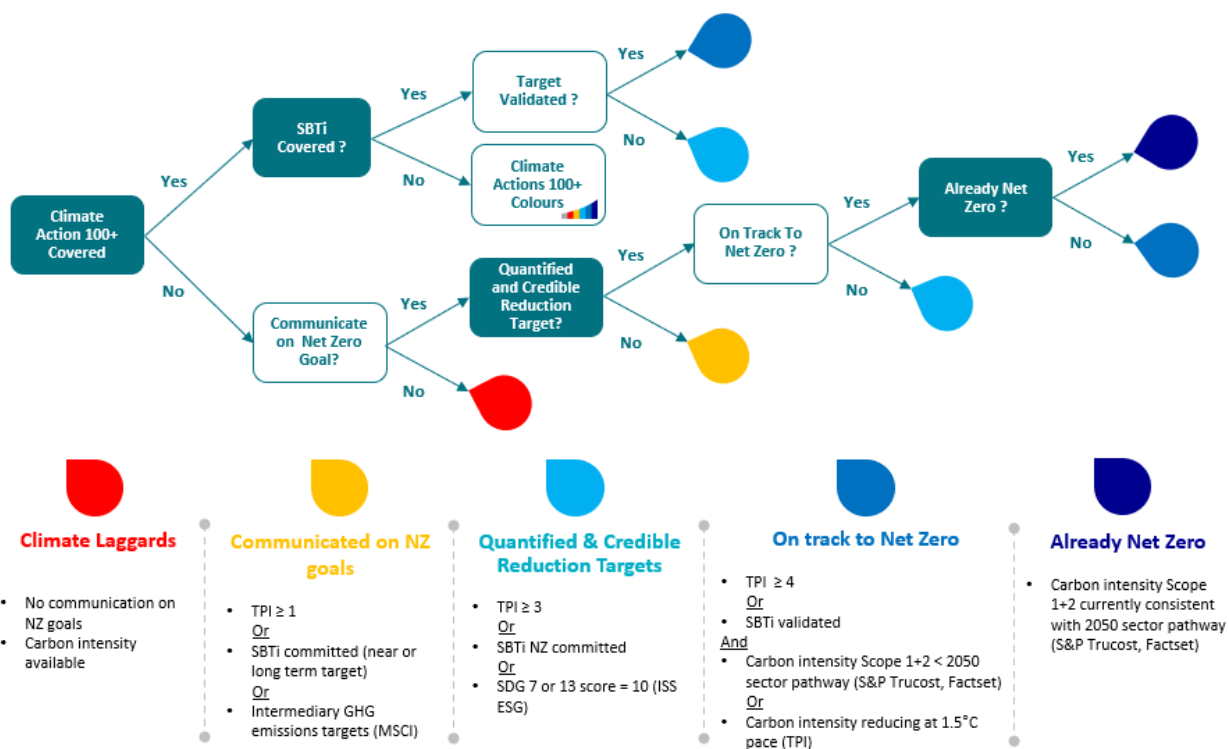 Yes
Target
Validated ?
No
Yes
SBTi
Covered ?
No
Climate
Actions 100+
Colours
Yes
Climate
Action 100+
Covered
No
Communicate
on Net Zero
Goal?
Yes
No
Quantified
and Credible
Reduction
Target?
Yes
No
On Track To
Net Zero ?
Yes
No
Already Net
Zero ?
Yes
No
Climate Laggards
• No communication on
NZ goals
• Carbon intensity
available
Communicated on NZ
goals
• TPI ≥ 1
Or
• SBTi committed (near or
long term target)
Or
• Intermediary GHG
emissions targets (MSCI)
Quantified & Credible
Reduction Targets
• TPI ≥ 3
Or
• SBTi NZ committed
Or
• SDG 7 or 13 score = 10 (ISS
ESG)
On track to Net Zero
• TPI ≥ 4
Or
• SBTi validated
And
• Carbon intensity Scope 1+2 < 2050
sector pathway (S&P Trucost, Factset)
Or
• Carbon intensity reducing at 1.5°C
pace (TPI)
Already Net Zero
• Carbon intensity Scope
1+2 currently consistent
with 2050 sector pathway
(S&P Trucost, Factset)